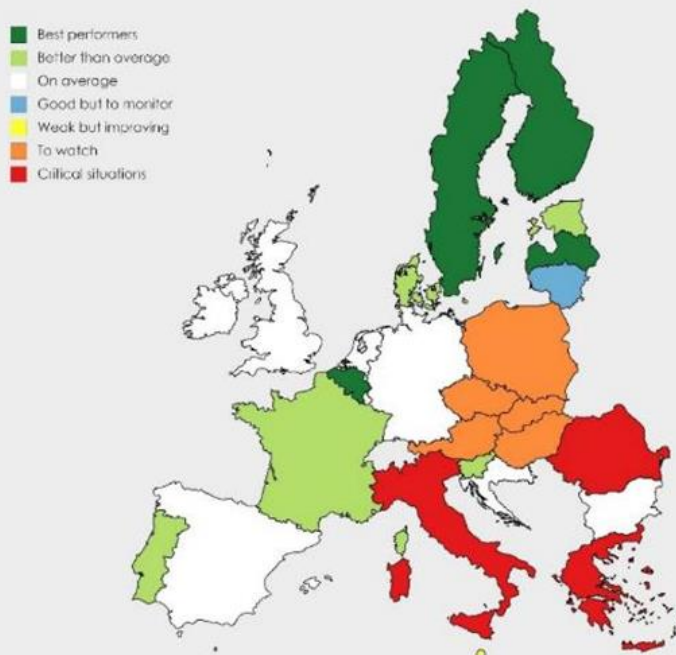 Best performers
Better than average
On average
Good but to monitor
Weak but improving
To watch
Critical situations